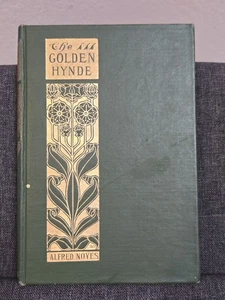 The
GOLDEN
HYNDE
ALFRED NOYES